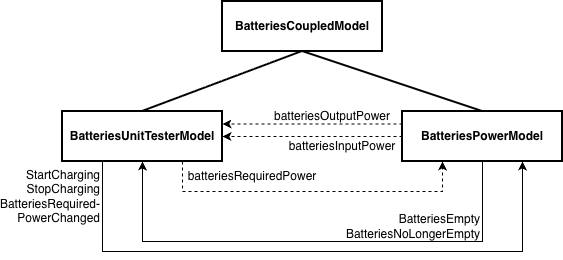 BatteriesCoupledModel
batteriesOutputPower
BatteriesUnitTesterModel
BatteriesPowerModel
batteriesInputPower
StartCharging
StopCharging
BatteriesRequired-
PowerChanged
batteriesRequiredPower
BatteriesEmpty
BatteriesNoLongerEmpty